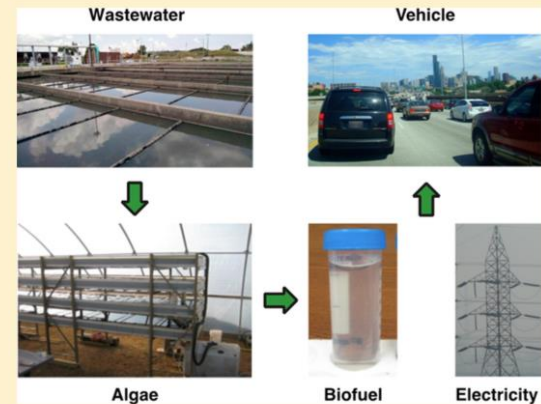 Wastewater
Vehicle
Algae
Biofuel
Electricity